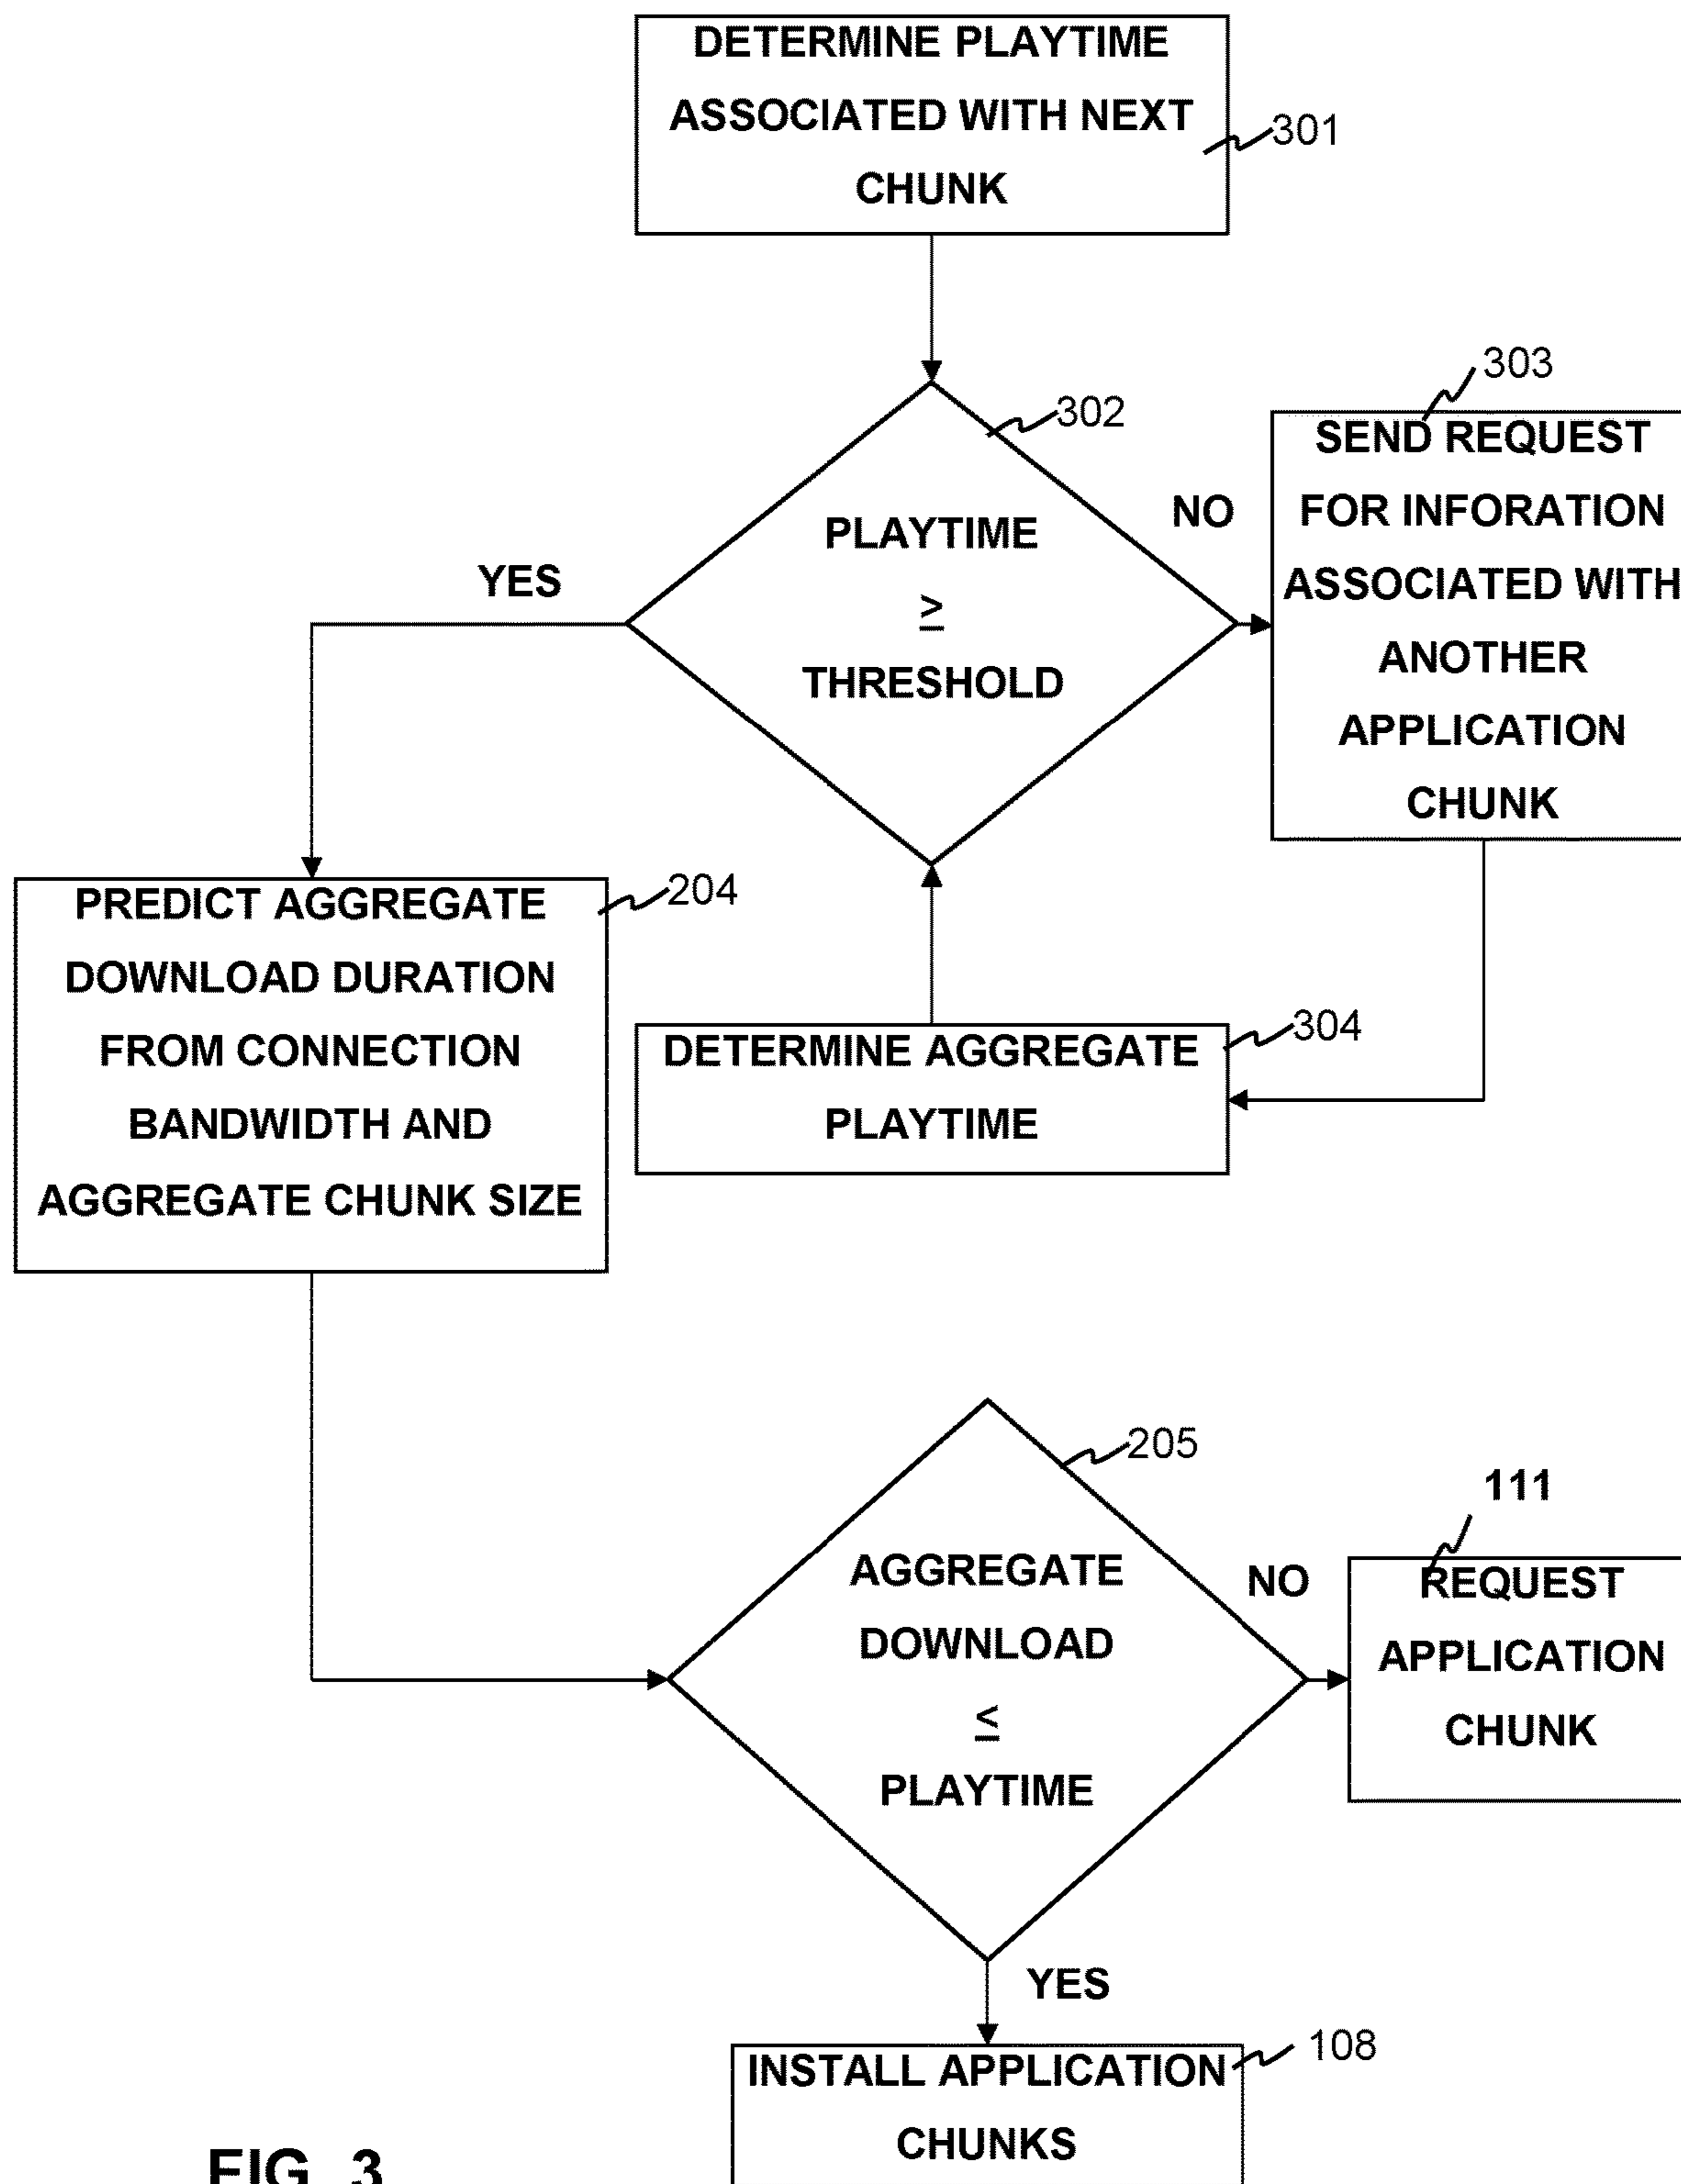 DETERMINE PLAYTIME
ASSOCIATED WITH NEXT
CHUNK
301
302
PLAYTIME
≥
THRESHOLD
YES
NO
303
SEND REQUEST
FOR INFORATION
ASSOCIATED WITH
ANOTHER
APPLICATION
CHUNK
204
PREDICT AGGREGATE
DOWNLOAD DURATION
FROM CONNECTION
BANDWIDTH AND
AGGREGATE CHUNK SIZE
304
DETERMINE AGGREGATE
PLAYTIME
205
AGGREGATE
DOWNLOAD
≤
PLAYTIME
NO
111
REQUEST
APPLICATION
CHUNK
YES
108
INSTALL APPLICATION
CHUNKS
FIG. 3